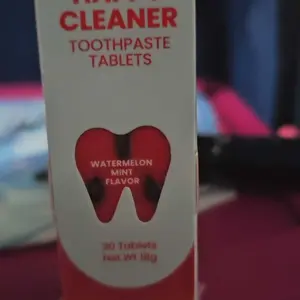 CLEANER
TOOTHPASTE
TABLETS
WATERMELON
MINT
FLAVOR
30 Tablets